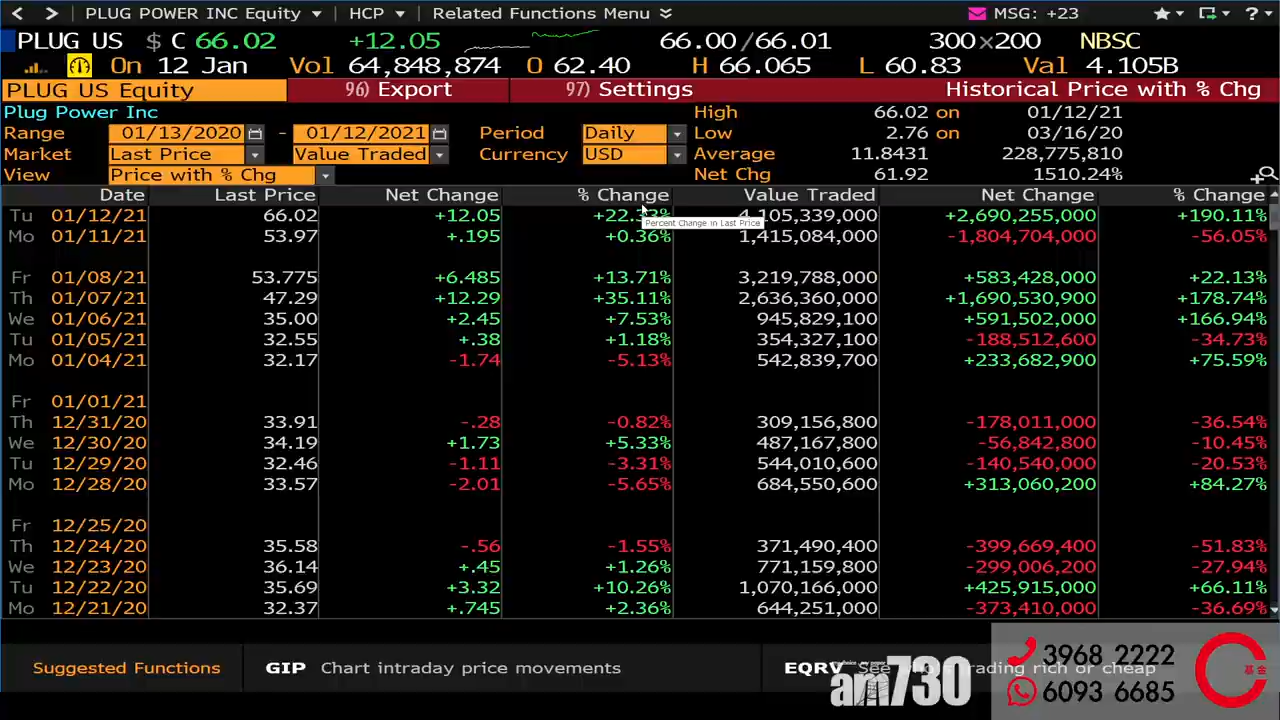 PLUG POWER INC Equity HCP Related Functions Menu MSG: +23
PLUG US $ C 66.02 +12.05 66.00/66.01 300×200 NBSC
On 12 Jan Vol 64,848,874 O 62.40 H 66.065 L 60.83 Val 4.105B
PLUG US Equity 96) Export 97) Settings Historical Price with % Chg
Plug Power Inc High 66.02 on 01/12/21
Range 01/13/2020 - 01/12/2021 Period Daily Low 2.76 on 03/16/20
Market Last Price Value Traded Currency USD Average 11.8431 228,775,810
View Price with % Chg Net Chg 61.92 1510.24%
Date Last Price Net Change % Change Value Traded Net Change % Change
Tu 01/12/21 66.02 +12.05 +22.33% 4,105,339,000 +2,690,255,000 +190.11%
Percent Change in Last Price
Mo 01/11/21 53.97 +.195 +0.36% 1,415,084,000 -1,804,704,000 -56.05%
Fr 01/08/21 53.775 +6.485 +13.71% 3,219,788,000 +583,428,000 +22.13%
Th 01/07/21 47.29 +12.29 +35.11% 2,636,360,000 +1,690,530,900 +178.74%
We 01/06/21 35.00 +2.45 +7.53% 945,829,100 +591,502,000 +166.94%
Tu 01/05/21 32.55 +.38 +1.18% 354,327,100 -188,512,600 -34.73%
Mo 01/04/21 32.17 -1.74 -5.13% 542,839,700 +233,682,900 +75.59%
Fr 01/01/21
Th 12/31/20 33.91 -.28 -0.82% 309,156,800 -178,011,000 -36.54%
We 12/30/20 34.19 +1.73 +5.33% 487,167,800 -56,842,800 -10.45%
Tu 12/29/20 32.46 -1.11 -3.31% 544,010,600 -140,540,000 -20.53%
Mo 12/28/20 33.57 -2.01 -5.65% 684,550,600 +313,060,200 +84.27%
Fr 12/25/20
Th 12/24/20 35.58 -.56 -1.55% 371,490,400 -399,669,400 -51.83%
We 12/23/20 36.14 +.45 +1.26% 771,159,800 -299,006,200 -27.94%
Tu 12/22/20 35.69 +3.32 +10.26% 1,070,166,000 +425,915,000 +66.11%
Mo 12/21/20 32.37 +.745 +2.36% 644,251,000 -373,410,000 -36.69%
Suggested Functions GIP Chart intraday price movements EQRV See trading rich or cheap
am730
3968 2222
6093 6685
基金